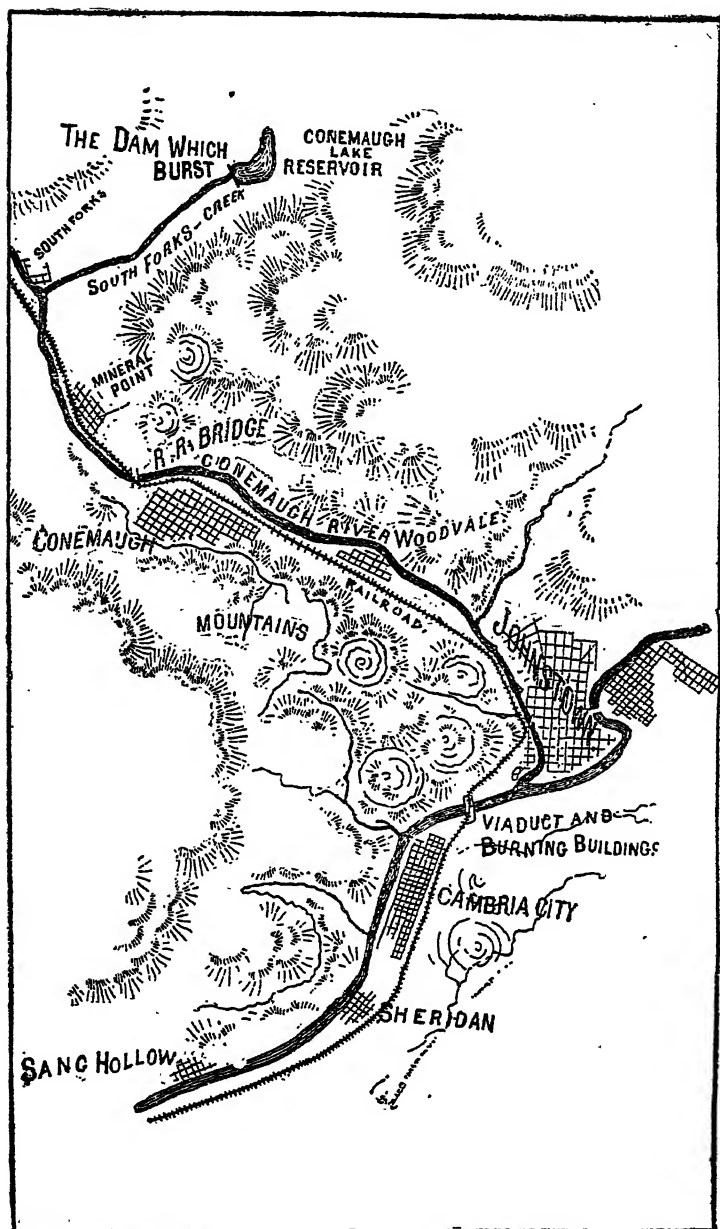 THE DAM WHICH
BURST
CONEMAUGH
LAKE
RESERVOIR
SOUTH FORKS
SOUTH FORKS-CREEK
MINERAL
POINT
R.R. BRIDGE
CONEMAUGH RIVER
WOODVALE
CONEMAUGH
RAILROAD.
MOUNTAINS
JOHNSTOWN
VIADUCT AND
BURNING BUILDINGS
CAMBRIA CITY
SHERIDAN
SANG HOLLOW